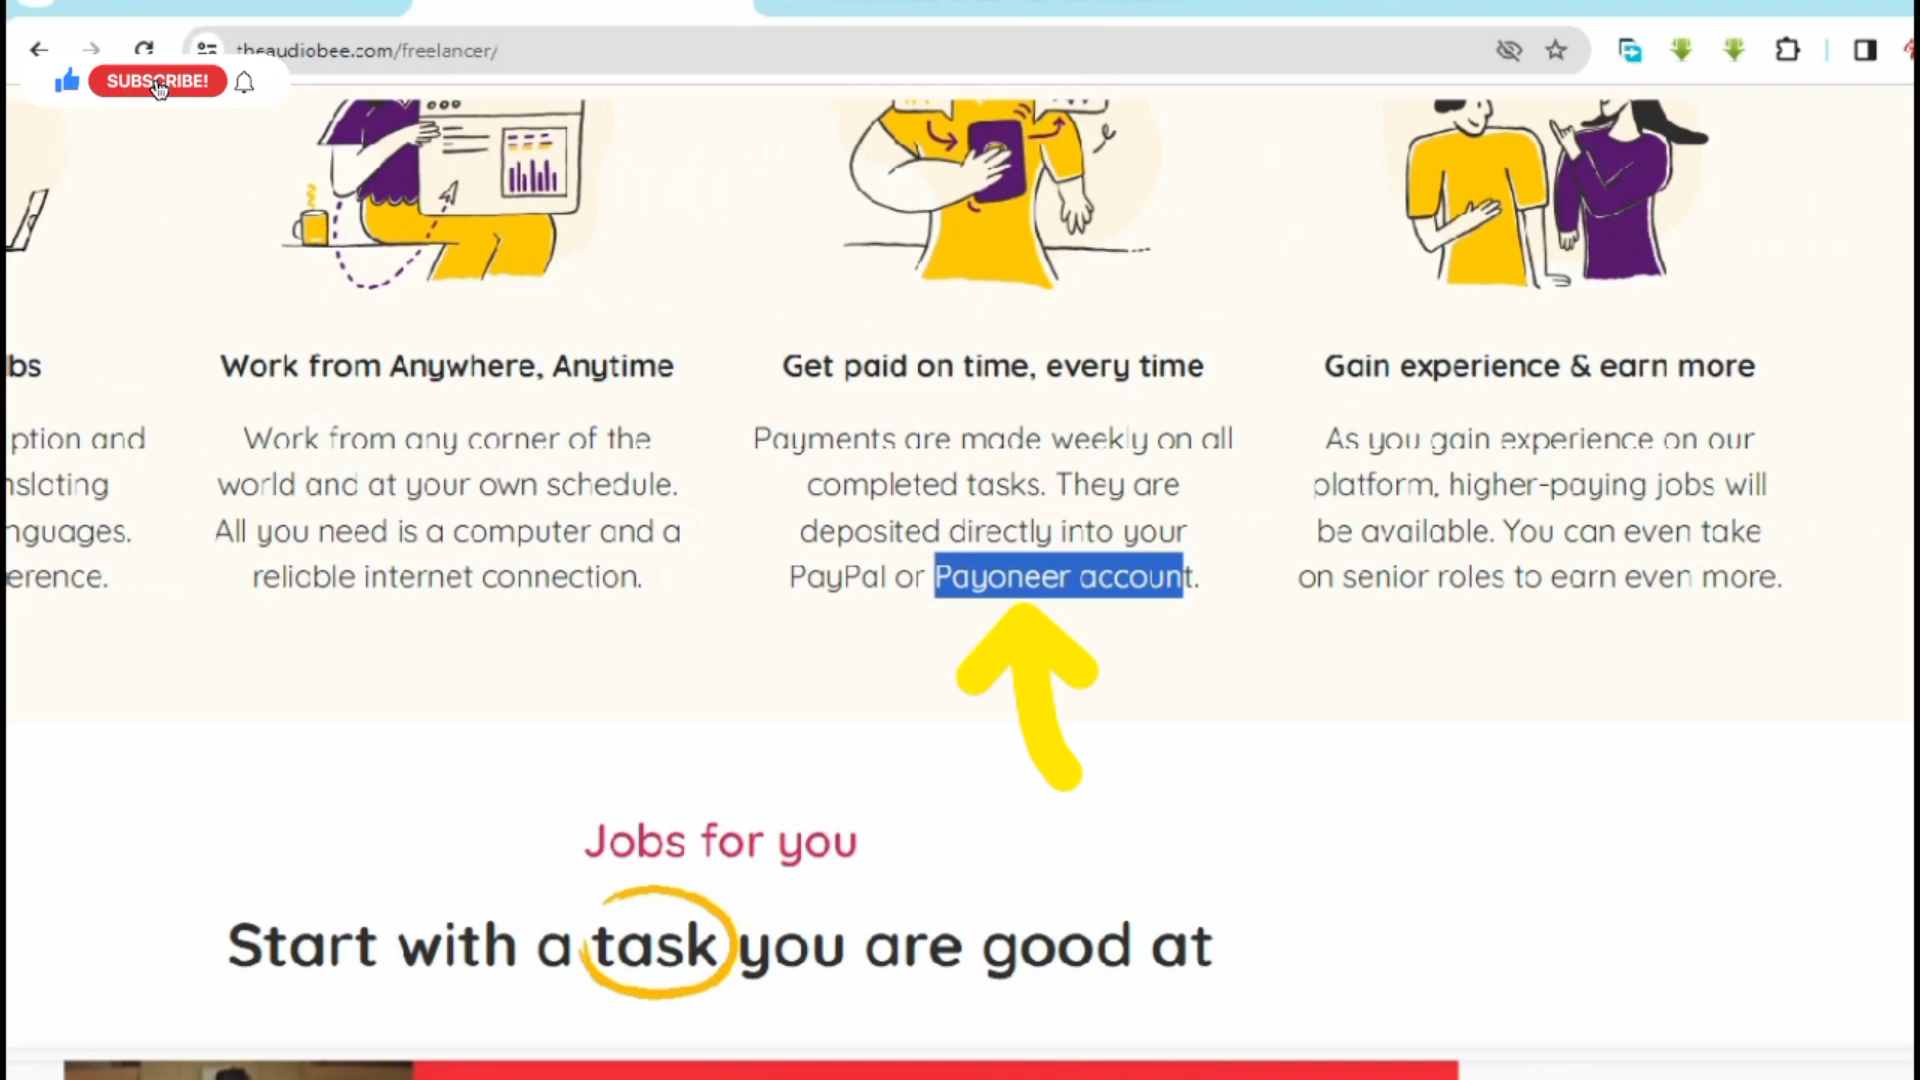 theaudiobee.com/freelancer/
SUBSCRIBE!
bs
Work from Anywhere, Anytime
Get paid on time, every time
Gain experience & earn more
ption and
Work from any corner of the
Payments are made weekly on all
As you gain experience on our
nslating
world and at your own schedule.
completed tasks. They are
platform, higher-paying jobs will
nguages.
All you need is a computer and a
deposited directly into your
be available. You can even take
erence.
reliable internet connection.
PayPal or Payoneer account.
on senior roles to earn even more.
Jobs for you
Start with a task you are good at